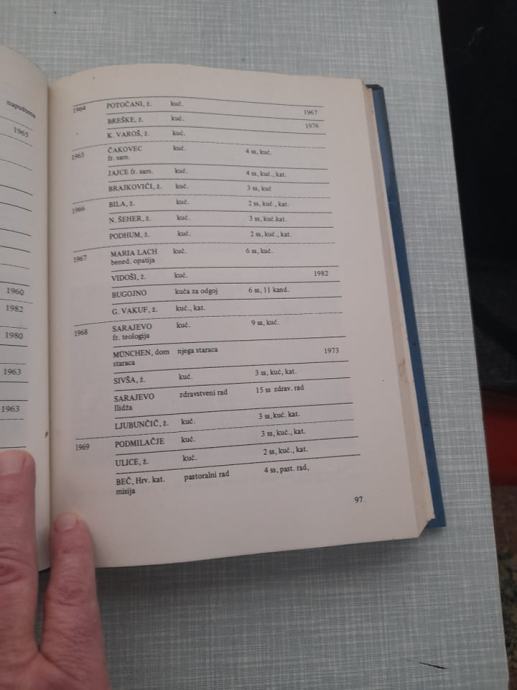 napuštena
1965
1960
1982
1980
1963
1963
1964 POTOČANI, ž. kuć.
BREŠKE, ž. kuć. 1967
K. VAROŠ, ž. kuć. 1976
1965 ČAKOVEC kuć. 4 ss, kuć.
fr. sam.
JAJCE fr. sam. kuć. 4 ss, kuć., kat.
BRAJKOVIĆI, ž. kuć. 3 ss, kuć
1966 BILA, ž. kuć. 2 ss, kuć., kat.
N. ŠEHER, ž. kuć. 3 ss, kuć.kat.
PODHUM, ž. kuć. 2 ss, kuć., kat.
1967 MARIA LACH kuć. 6 ss, kuć.
bened. opatija
VIDOŠI, ž. kuć. 1982
BUGOJNO kuća za odgoj 6 ss, 11 kand.
G. VAKUF, ž. kuć., kat.
1968 SARAJEVO kuć. 9 ss, kuć.
fr. teologija
MÜNCHEN, dom njega staraca 1973
staraca
SIVŠA, ž. kuć. 3 ss, kuć, kat.
SARAJEVO zdravstveni rad 15 ss zdrav. rad
Ilidža
LJUBUNČIĆ, ž. kuć. 3 ss, kuć. kat.
1969 PODMILAČJE kuć. 3 ss, kuć., kat.
ULICE, ž. kuć. 2 ss, kuć., kat.
BEČ, Hrv. kat. pastoralni rad 4 ss, past. rad,
misija
97